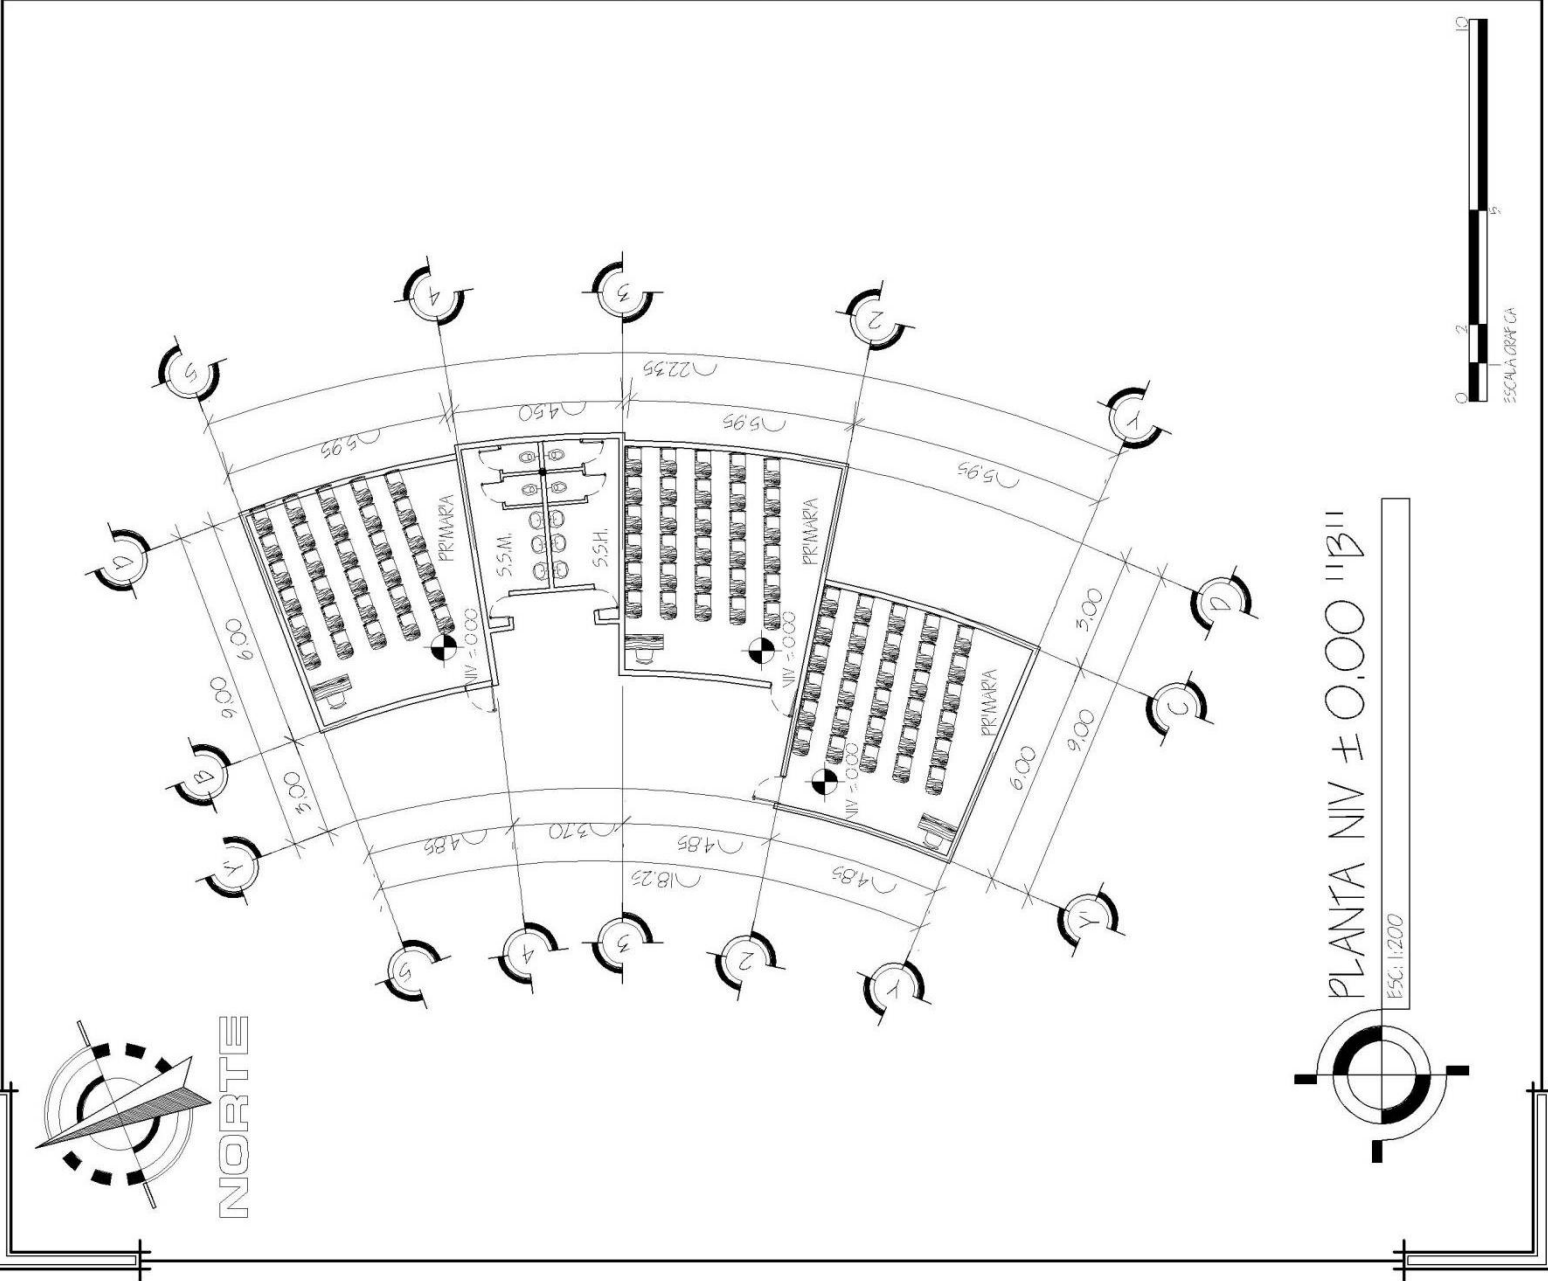 5
4
3
2
1
22.35
5.95
4.50
5.95
5.95
D
B
A
6.00
9.00
3.00
PRIMARIA
NIV = 0.00
S.S.M.
S.S.H.
PRIMARIA
NIV = 0.00
PRIMARIA
NIV = 0.00
3.00
6.00
9.00
D
C
A
4.85
3.70
4.85
4.85
18.25
5
4
3
2
1
NORTE
PLANTA NIV ± 0.00 "B"
ESC: 1:200
0
2
5
10
ESCALA GRAFICA